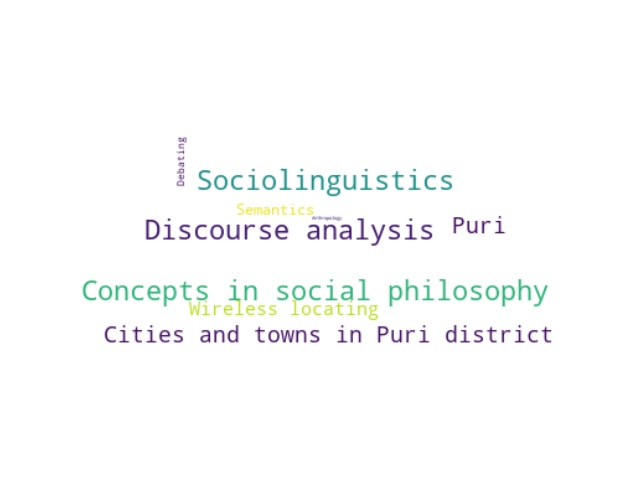 Debating
Sociolinguistics
Semantics
Anthropology
Discourse analysis
Puri
Concepts in social philosophy
Wireless locating
Cities and towns in Puri district